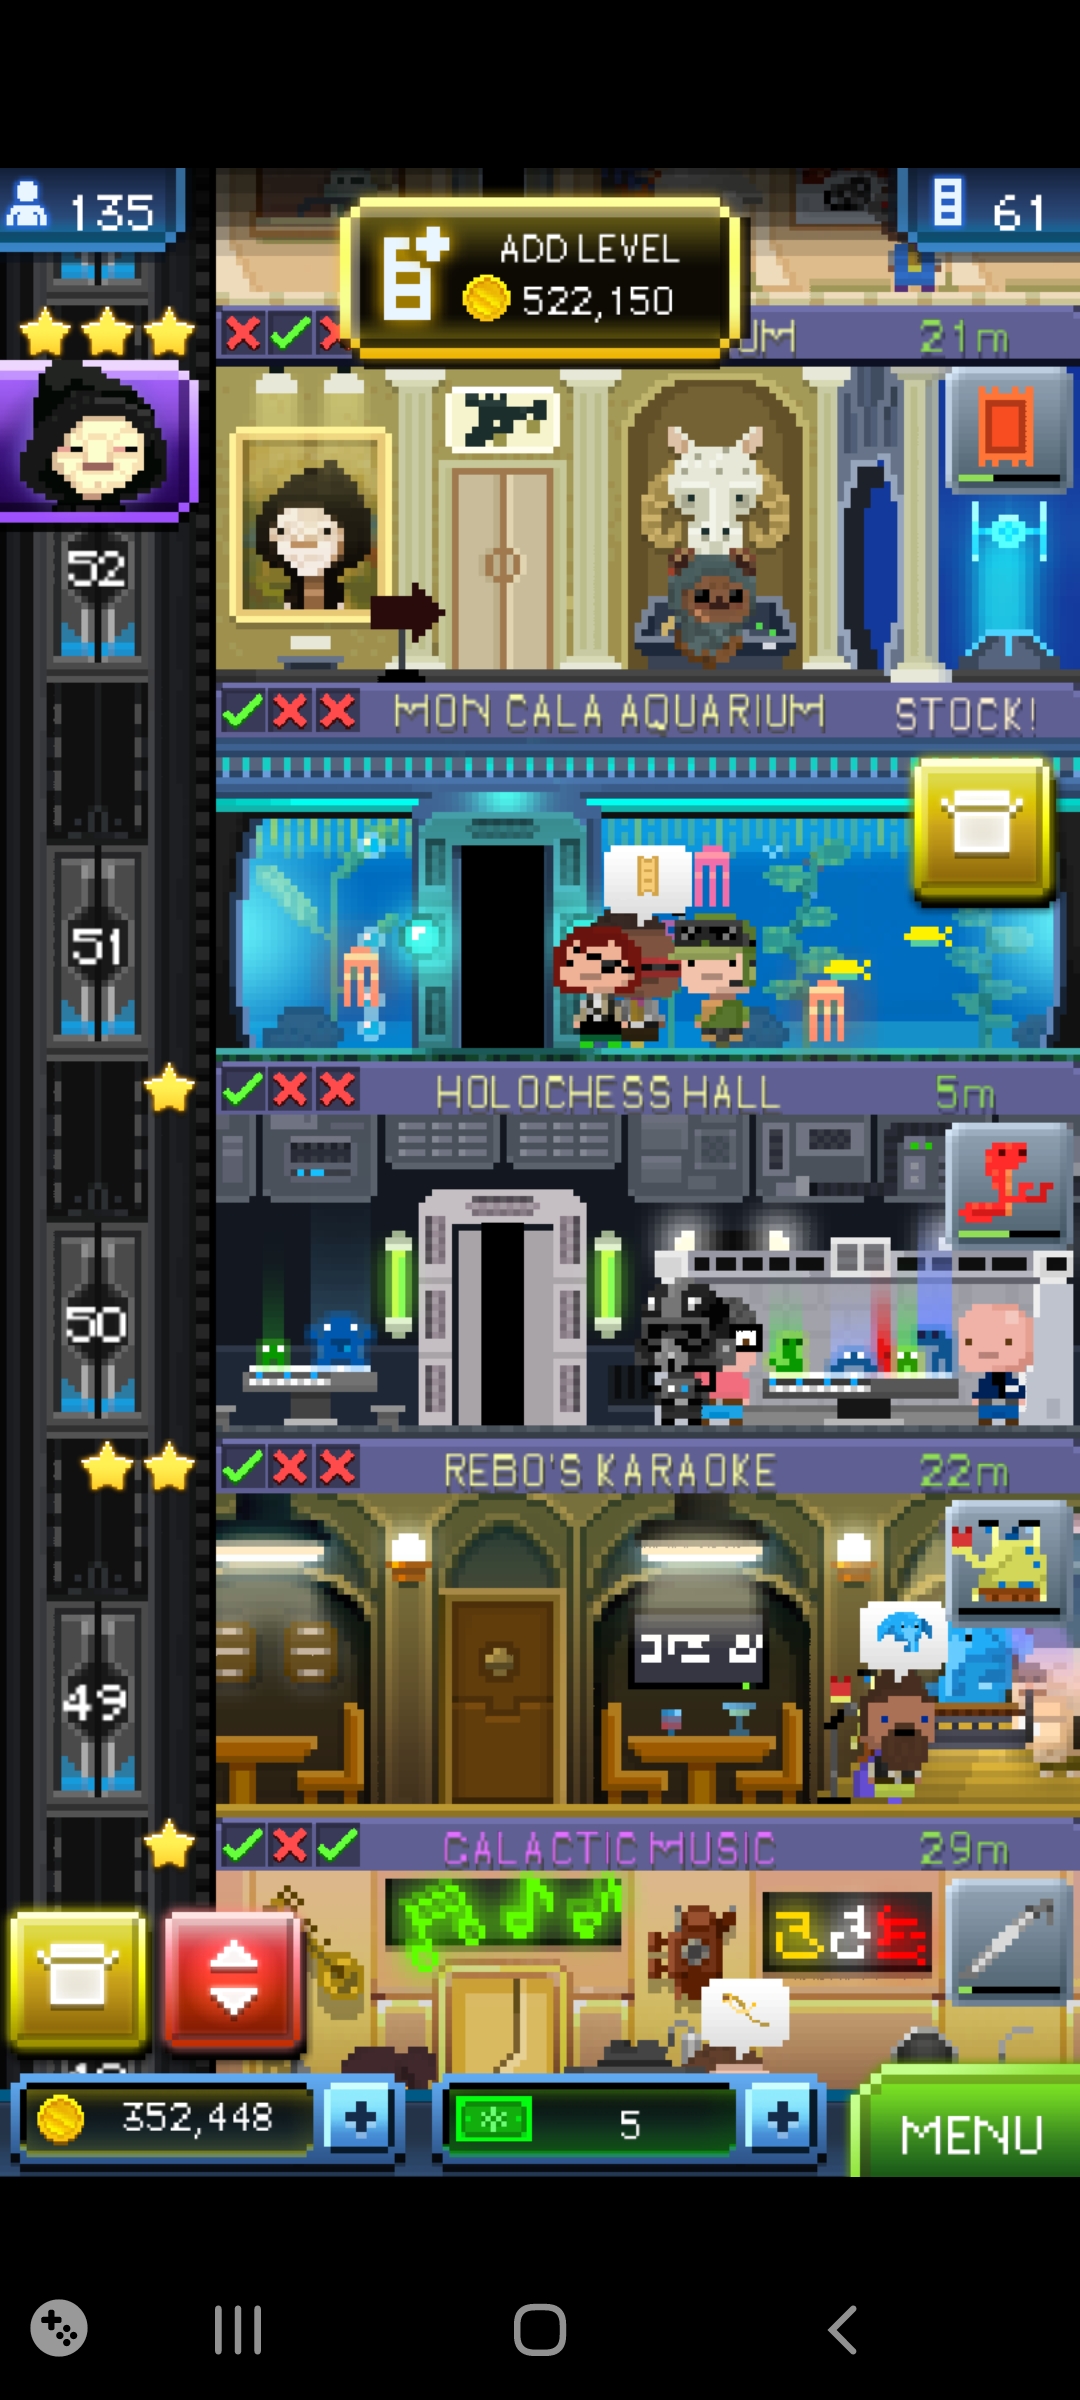 135
ADD LEVEL
522,150
61
UM
21m
52
MON CALA AQUARIUM
STOCK!
51
HOLOCHESS HALL
5m
50
REBO'S KARAOKE
22m
49
GALACTIC MUSIC
29m
352,448
5
MENU